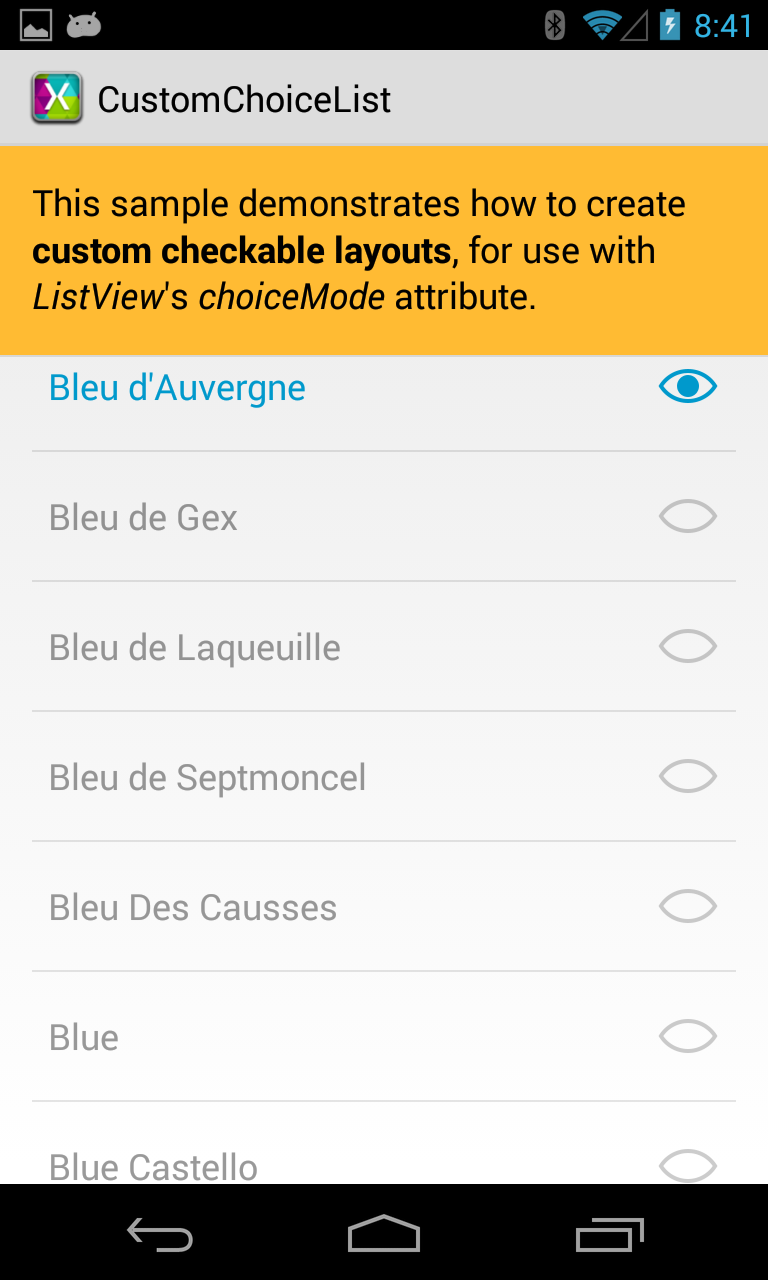 8:41
CustomChoiceList
This sample demonstrates how to create
custom checkable layouts, for use with
ListView's choiceMode attribute.
Bleu d'Auvergne
Bleu de Gex
Bleu de Laqueuille
Bleu de Septmoncel
Bleu Des Causses
Blue
Blue Castello